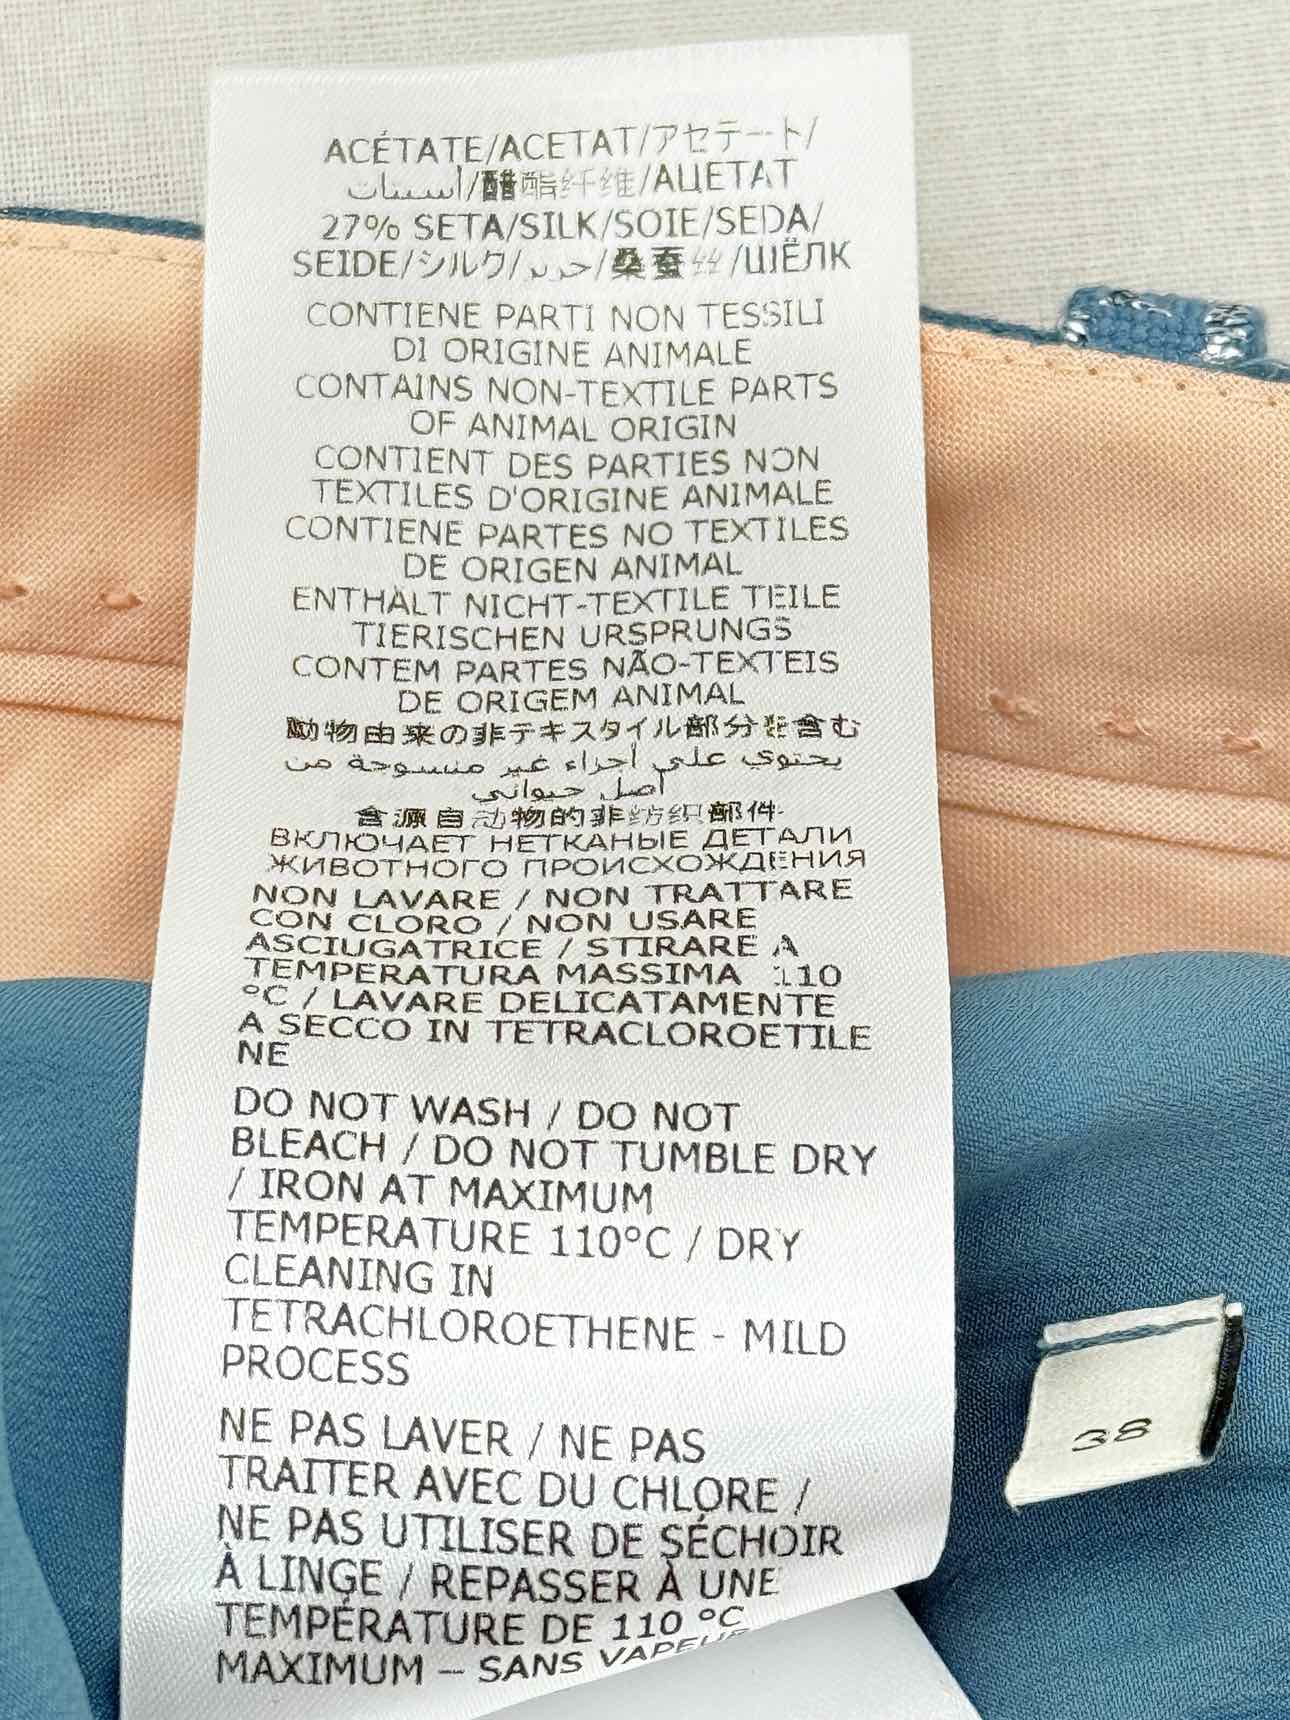 ACÉTATE/ACETAT/アセテート/
أسيتات/醋酯纤维/АЦЕТАТ
27% SETA/SILK/SOIE/SEDA/
SEIDE/シルク/حرير/桑蚕丝/ШЁЛК
CONTIENE PARTI NON TESSILI
DI ORIGINE ANIMALE
CONTAINS NON-TEXTILE PARTS
OF ANIMAL ORIGIN
CONTIENT DES PARTIES NON
TEXTILES D'ORIGINE ANIMALE
CONTIENE PARTES NO TEXTILES
DE ORIGEN ANIMAL
ENTHÄLT NICHT-TEXTILE TEILE
TIERISCHEN URSPRUNGS
CONTEM PARTES NÃO-TEXTEIS
DE ORIGEM ANIMAL
動物由来の非テキスタイル部分を含む
يحتوي على أجزاء غير منسوجة من
أصل حيواني
含源自动物的非纺织部件
ВКЛЮЧАЕТ НЕТКАНЫЕ ДЕТАЛИ
ЖИВОТНОГО ПРОИСХОЖДЕНИЯ
NON LAVARE / NON TRATTARE
CON CLORO / NON USARE
ASCIUGATRICE / STIRARE A
TEMPERATURA MASSIMA 110
°C / LAVARE DELICATAMENTE
A SECCO IN TETRACLOROETILE
NE
DO NOT WASH / DO NOT
BLEACH / DO NOT TUMBLE DRY
/ IRON AT MAXIMUM
TEMPERATURE 110°C / DRY
CLEANING IN
TETRACHLOROETHENE - MILD
PROCESS
NE PAS LAVER / NE PAS
TRAITER AVEC DU CHLORE /
NE PAS UTILISER DE SÉCHOIR
À LINGE / REPASSER À UNE
TEMPÉRATURE DE 110 °C
MAXIMUM – SANS VAPEUR
38